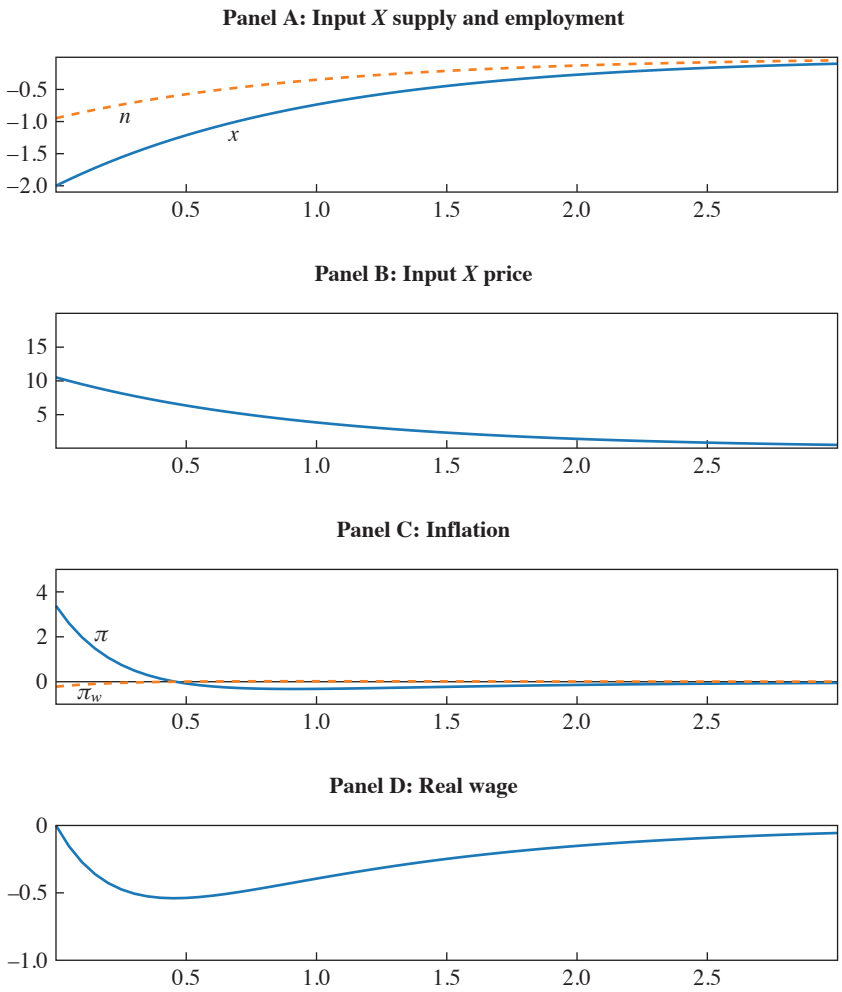 Panel A: Input X supply and employment
–0.5
–1.0
–1.5
–2.0
n
x
0.5 1.0 1.5 2.0 2.5
Panel B: Input X price
15
10
5
0.5 1.0 1.5 2.0 2.5
Panel C: Inflation
4
2
0
π
πw
0.5 1.0 1.5 2.0 2.5
Panel D: Real wage
0
–0.5
–1.0
0.5 1.0 1.5 2.0 2.5